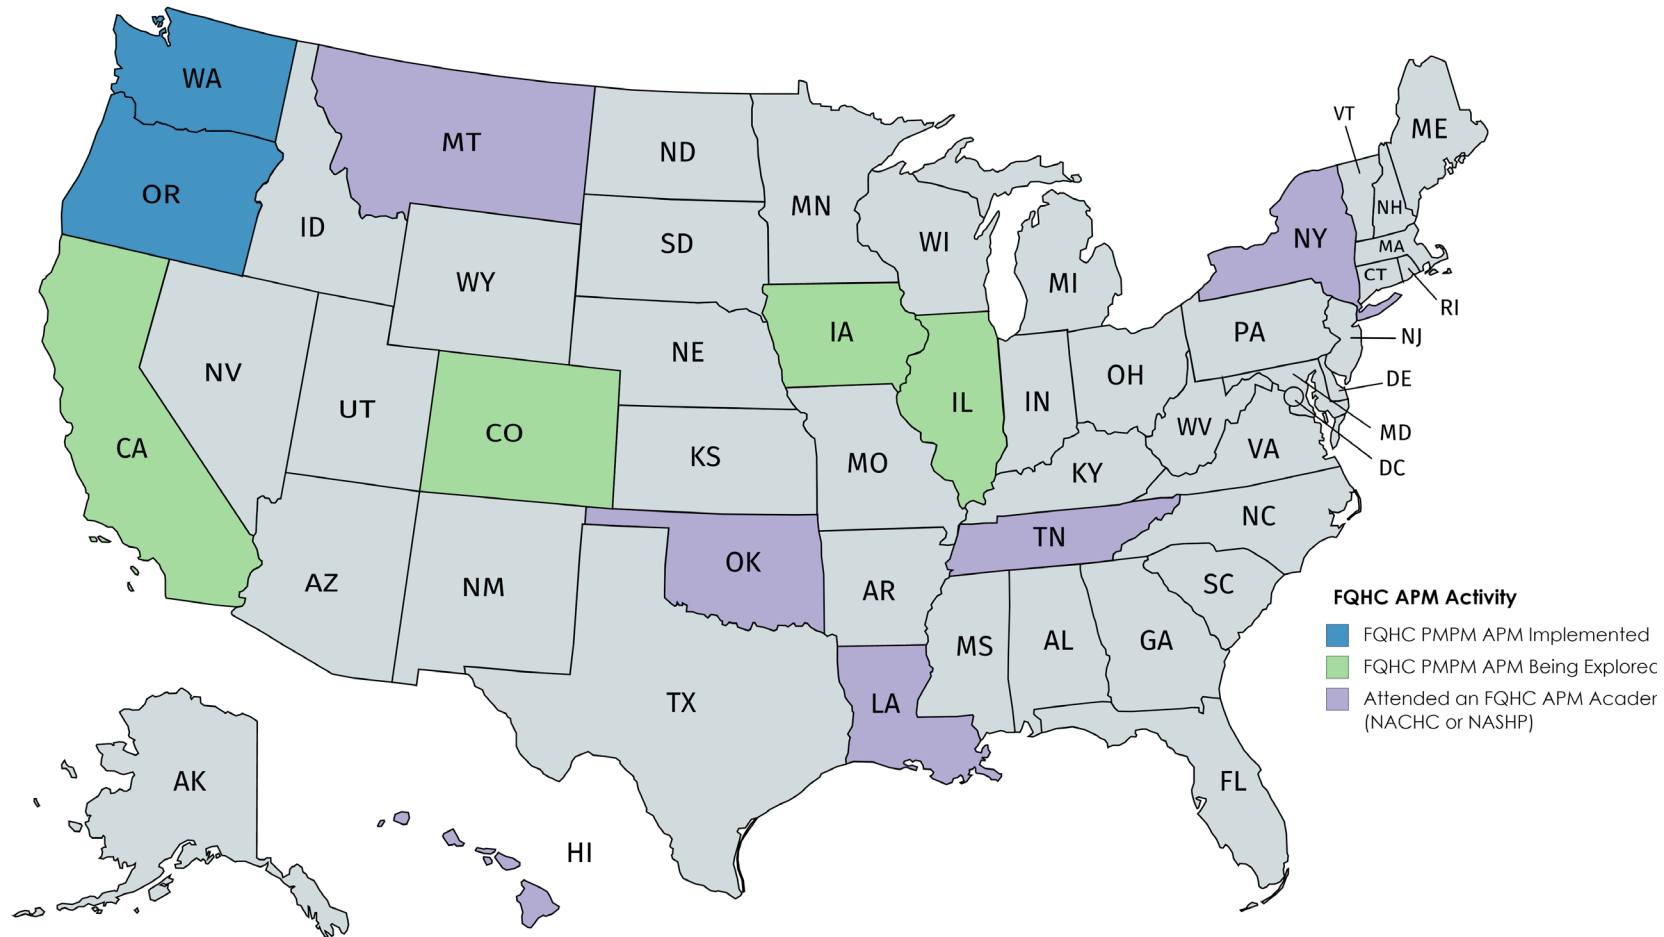 WA
MT
ND
MN
VT
ME
OR
ID
SD
WI
MI
NY
NH
MA
CT
RI
WY
IA
NE
PA
NJ
NV
UT
CO
IL
IN
OH
DE
CA
KS
MO
WV
VA
MD
KY
DC
AZ
NM
OK
AR
TN
NC
SC
TX
LA
MS
AL
GA
FL
AK
HI
FQHC APM Activity
FQHC PMPM APM Implemented
FQHC PMPM APM Being Explored
Attended an FQHC APM Acader
(NACHC or NASHP)